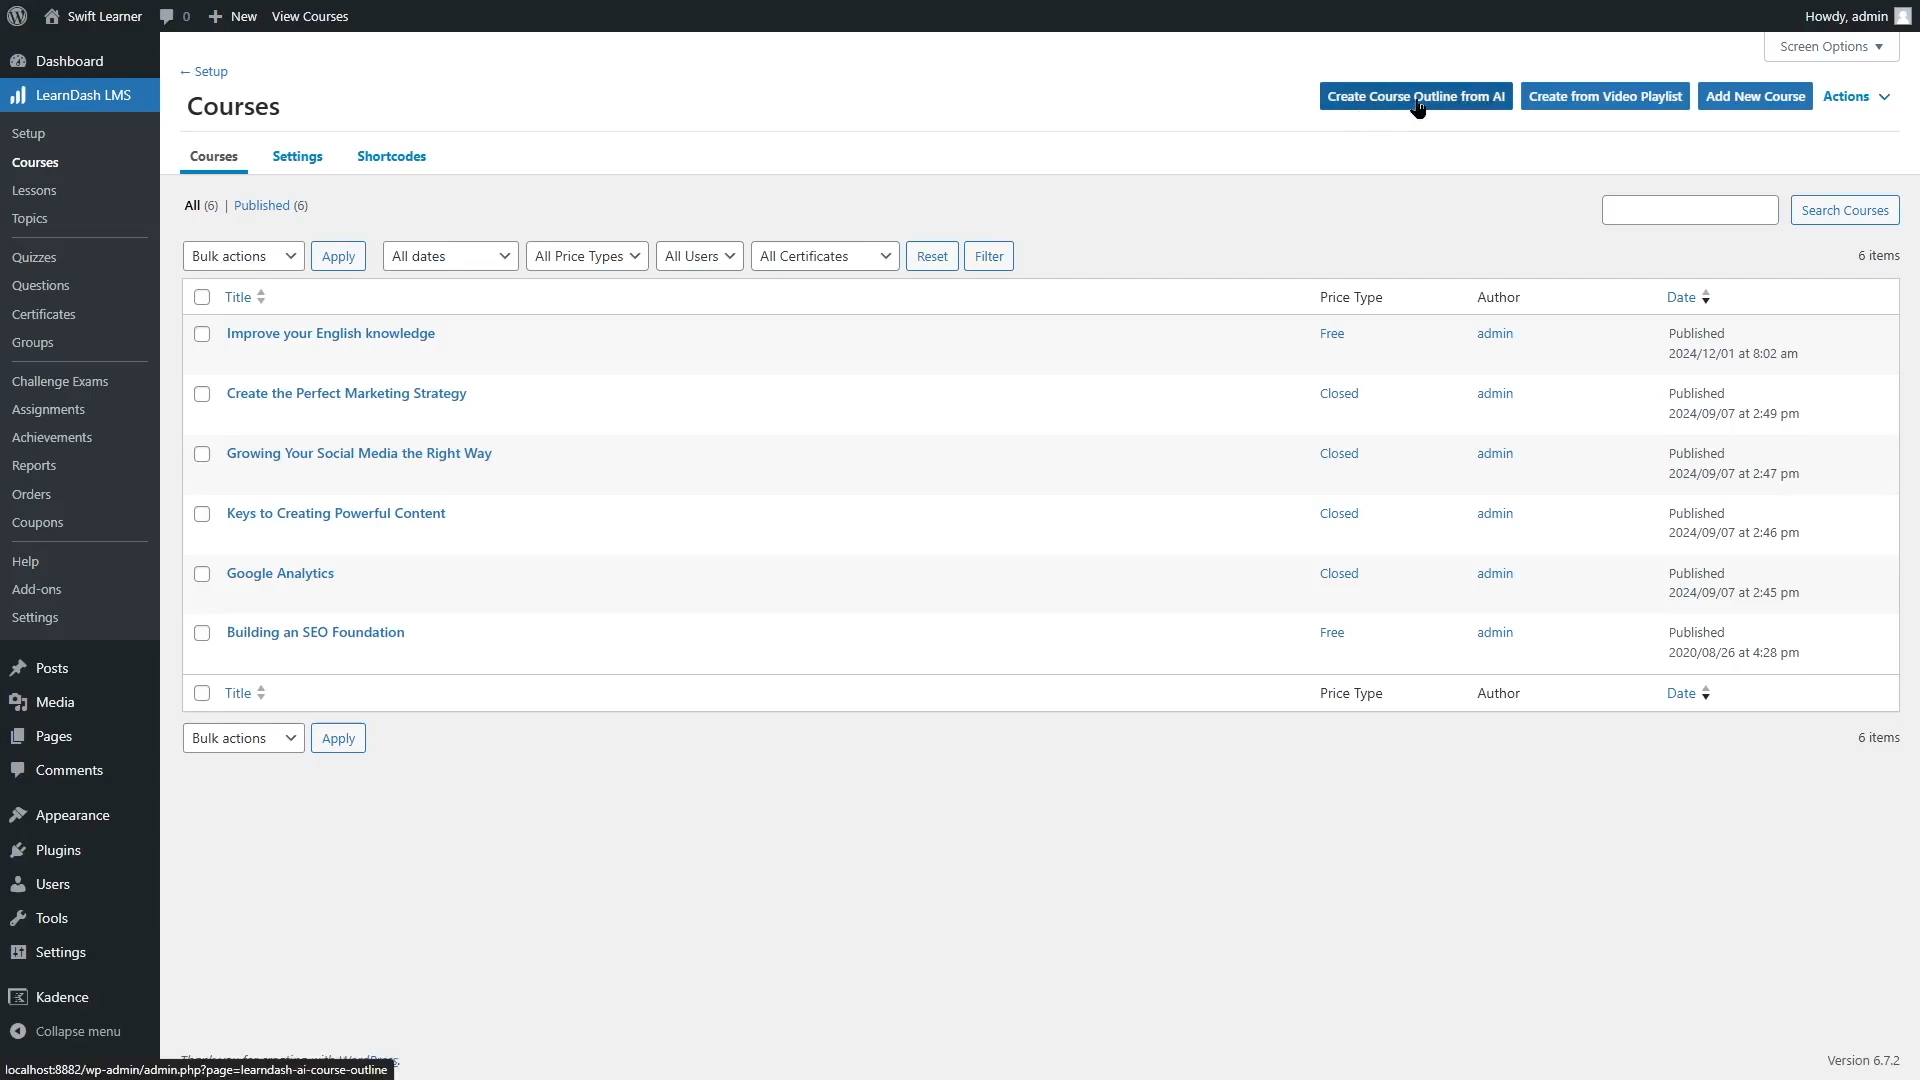 Swift Learner 0 New View Courses Howdy, admin
Screen Options
Dashboard
LearnDash LMS
Setup
Courses
Lessons
Topics
Quizzes
Questions
Certificates
Groups
Challenge Exams
Assignments
Achievements
Reports
Orders
Coupons
Help
Add-ons
Settings
Posts
Media
Pages
Comments
Appearance
Plugins
Users
Tools
Settings
Kadence
Collapse menu
← Setup
Courses
Create Course Outline from AI Create from Video Playlist Add New Course Actions
Courses Settings Shortcodes
All (6) | Published (6)
Search Courses
Bulk actions Apply All dates All Price Types All Users All Certificates Reset Filter 6 items
Title Price Type Author Date
Improve your English knowledge Free admin Published
2024/12/01 at 8:02 am
Create the Perfect Marketing Strategy Closed admin Published
2024/09/07 at 2:49 pm
Growing Your Social Media the Right Way Closed admin Published
2024/09/07 at 2:47 pm
Keys to Creating Powerful Content Closed admin Published
2024/09/07 at 2:46 pm
Google Analytics Closed admin Published
2024/09/07 at 2:45 pm
Building an SEO Foundation Free admin Published
2020/08/26 at 4:28 pm
Title Price Type Author Date
Bulk actions Apply 6 items
Version 6.7.2
localhost:8882/wp-admin/admin.php?page=learndash-ai-course-outline